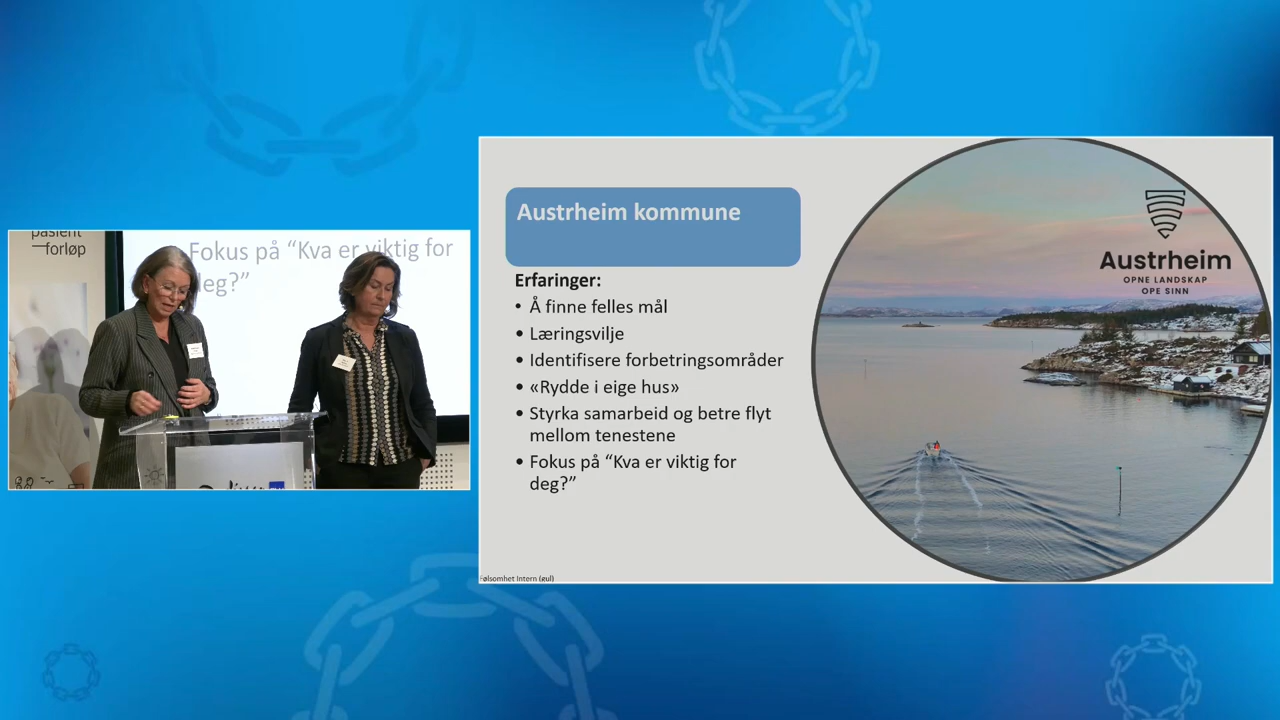 pasient
forløp
Fokus på “Kva er viktig for
deg?”
Austrheim kommune
Erfaringer:
• Å finne felles mål
• Læringsvilje
• Identifisere forbetringsområder
• «Rydde i eige hus»
• Styrka samarbeid og betre flyt
mellom tenestene
• Fokus på “Kva er viktig for
deg?”
Austrheim
OPNE LANDSKAP
OPE SINN
Følsomhet Intern (gul)